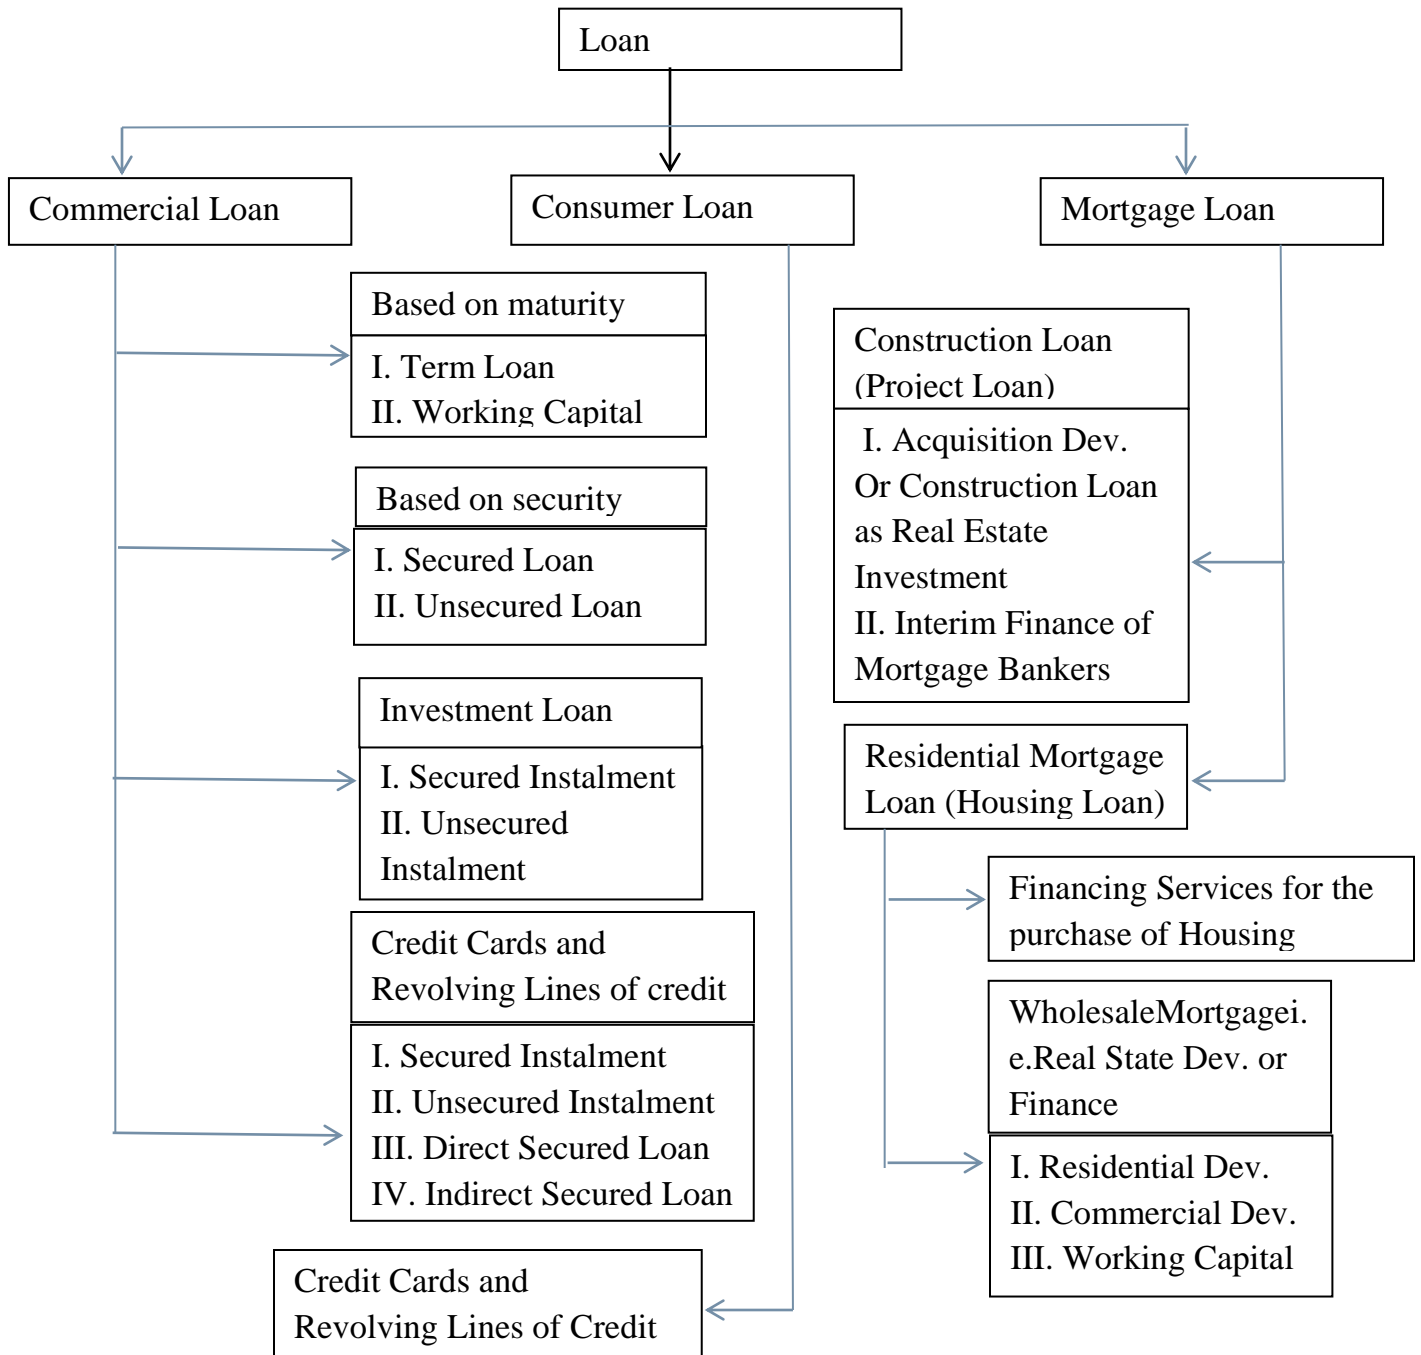 Loan
Commercial Loan
Consumer Loan
Mortgage Loan
Based on maturity
I. Term Loan
II. Working Capital
Based on security
I. Secured Loan
II. Unsecured Loan
Investment Loan
I. Secured Instalment
II. Unsecured
Instalment
Credit Cards and
Revolving Lines of credit
I. Secured Instalment
II. Unsecured Instalment
III. Direct Secured Loan
IV. Indirect Secured Loan
Credit Cards and
Revolving Lines of Credit
Construction Loan
(Project Loan)
I. Acquisition Dev.
Or Construction Loan
as Real Estate
Investment
II. Interim Finance of
Mortgage Bankers
Residential Mortgage
Loan (Housing Loan)
Financing Services for the
purchase of Housing
WholesaleMortgagei.
e.Real State Dev. or
Finance
I. Residential Dev.
II. Commercial Dev.
III. Working Capital